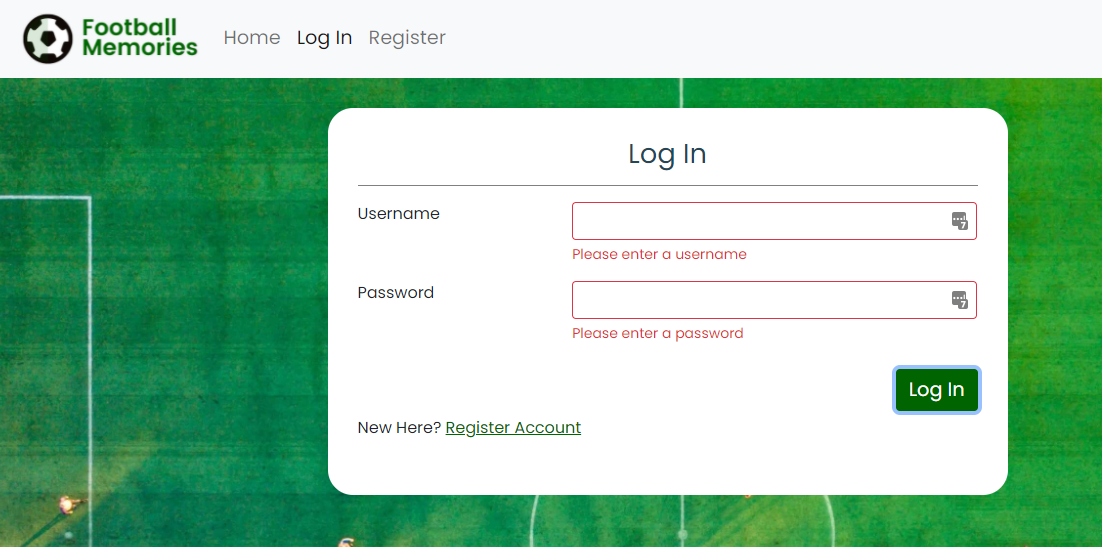 Football
Memories
Home Log In Register
Log In
Username
Please enter a username
Password
Please enter a password
Log In
New Here? Register Account